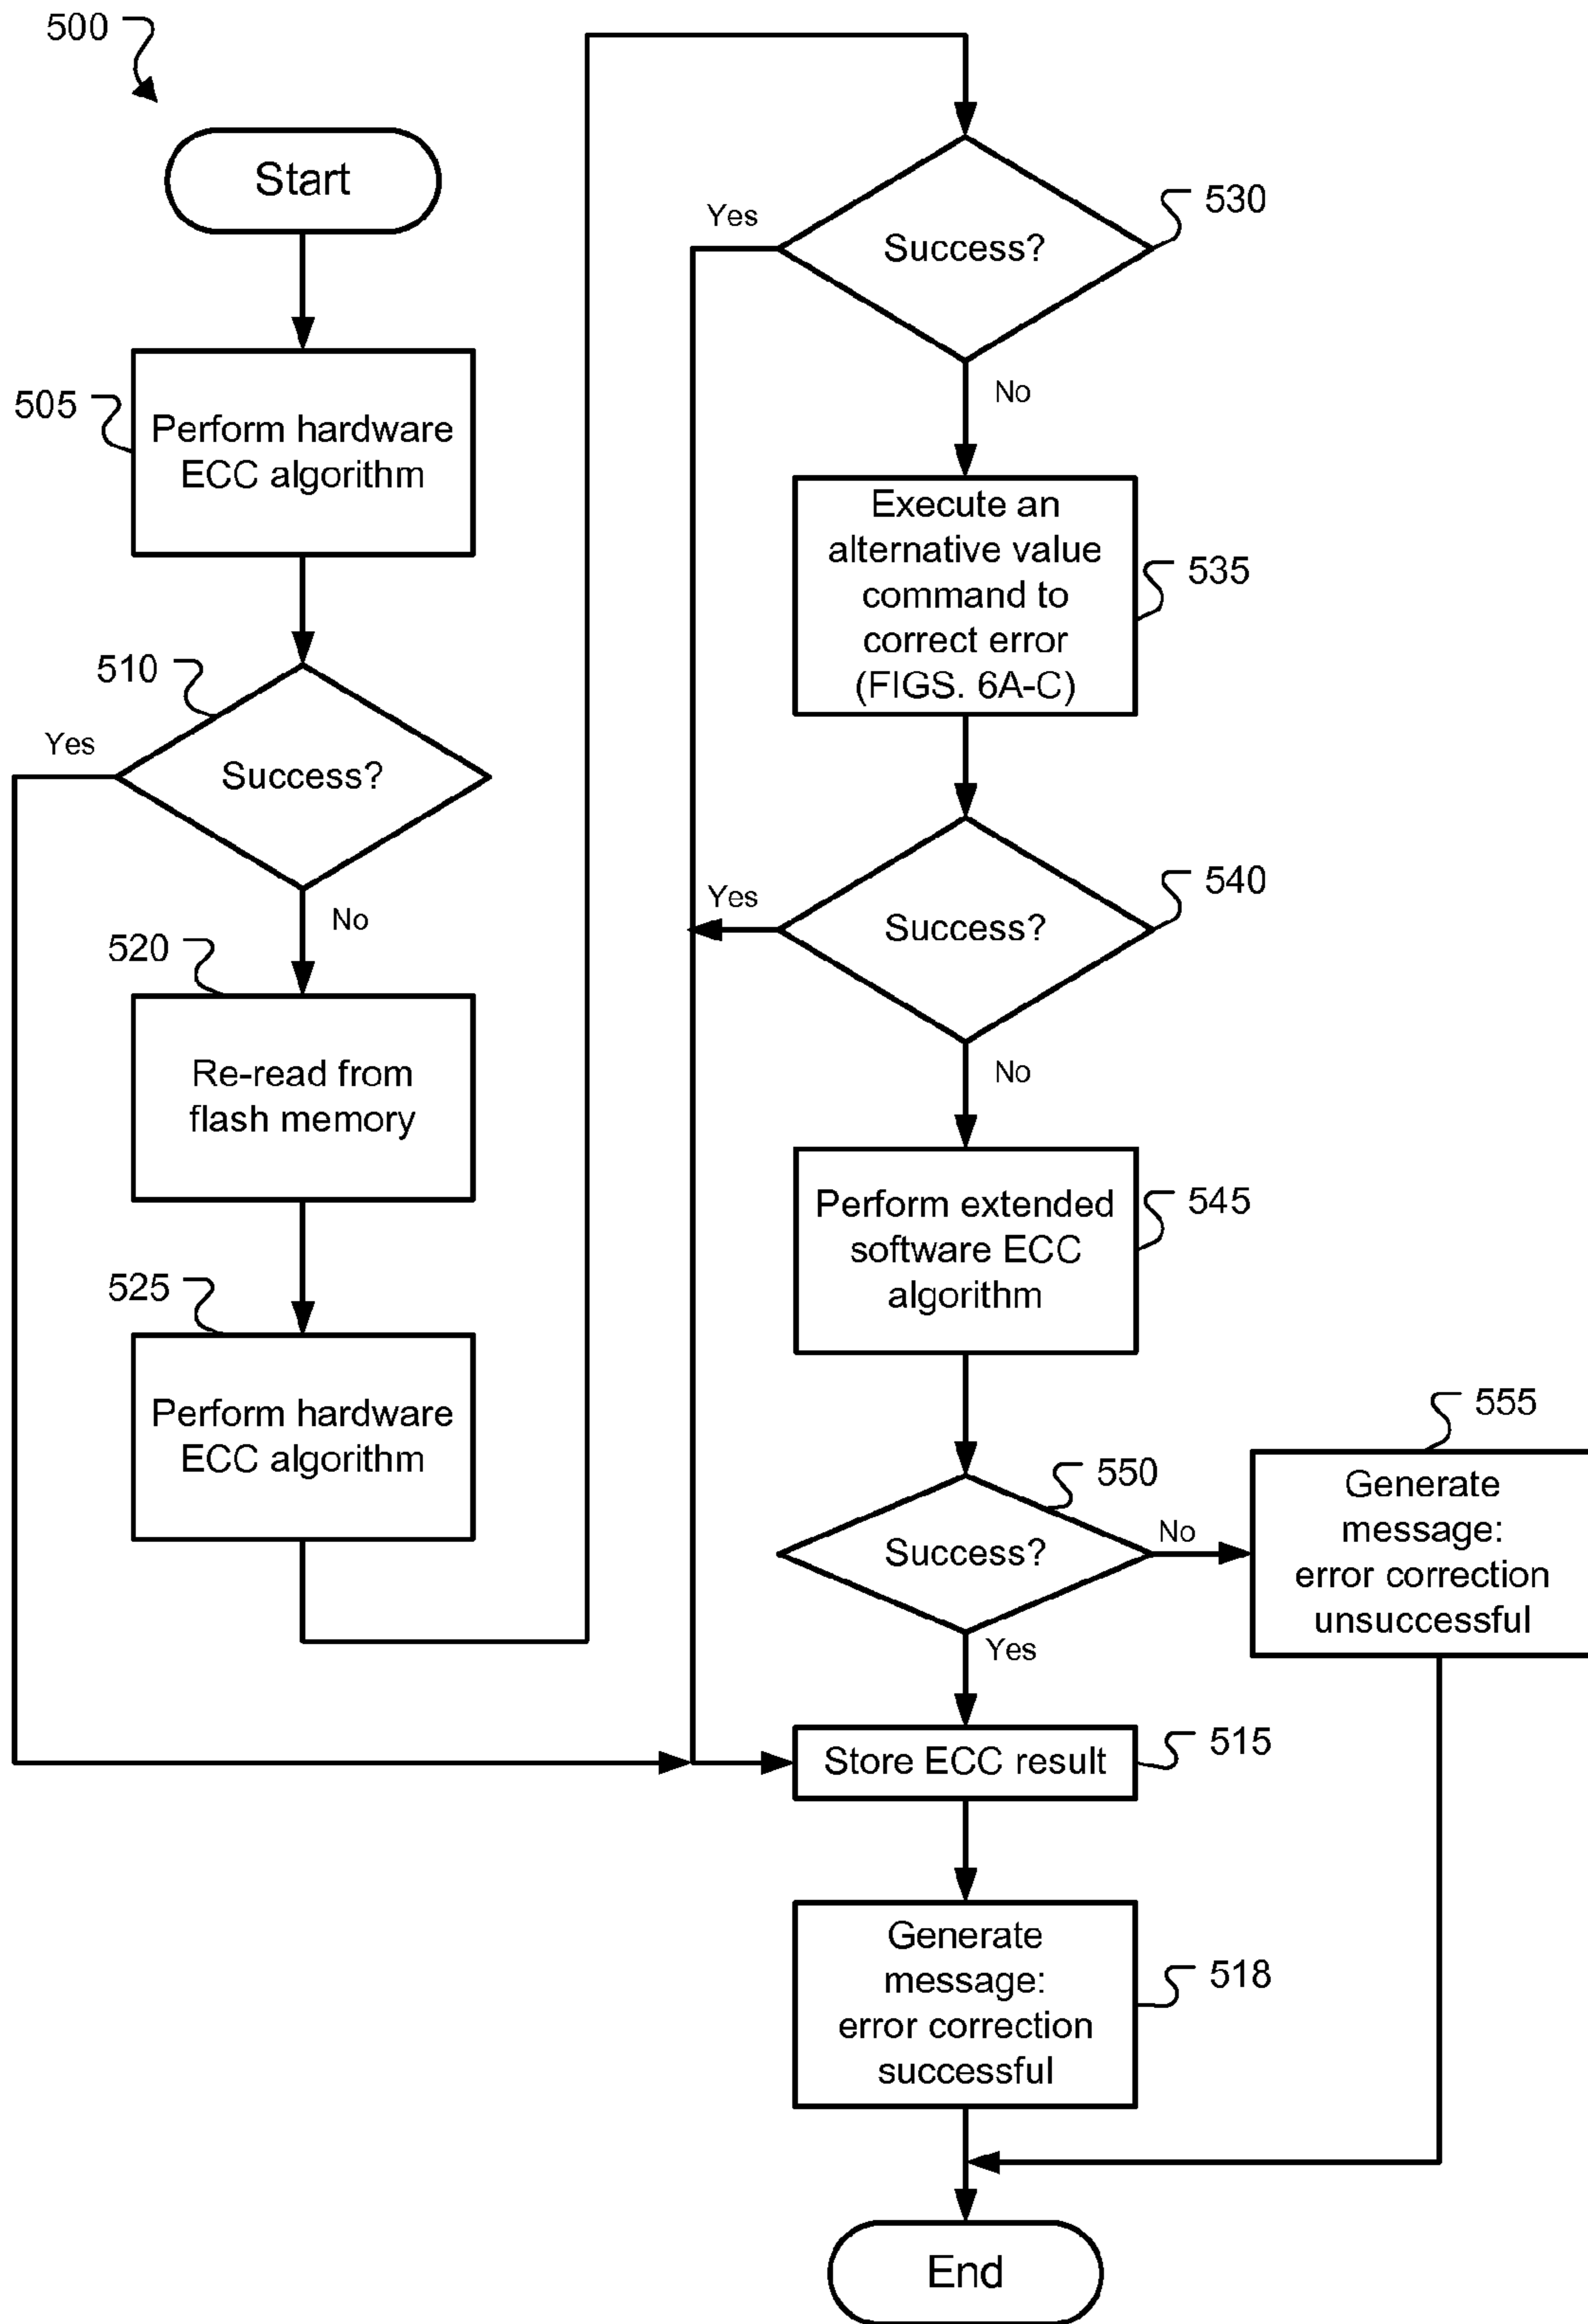 500
Start
505
Perform hardware
ECC algorithm
510
Yes
Success?
No
520
Re-read from
flash memory
525
Perform hardware
ECC algorithm
530
Yes
Success?
No
Execute an
alternative value
command to
correct error
(FIGS. 6A-C)
535
540
Yes
Success?
No
Perform extended
software ECC
algorithm
545
550
Success?
No
Yes
555
Generate
message:
error correction
unsuccessful
Store ECC result
515
Generate
message:
error correction
successful
518
End